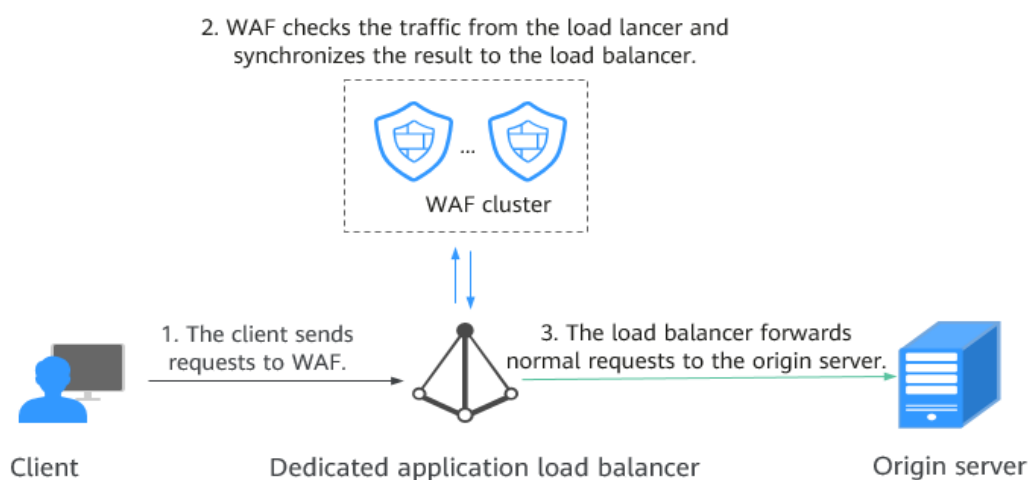 2. WAF checks the traffic from the load lancer and
synchronizes the result to the load balancer.
...
WAF cluster
1. The client sends
requests to WAF.
3. The load balancer forwards
normal requests to the origin server.
Client
Dedicated application load balancer
Origin server